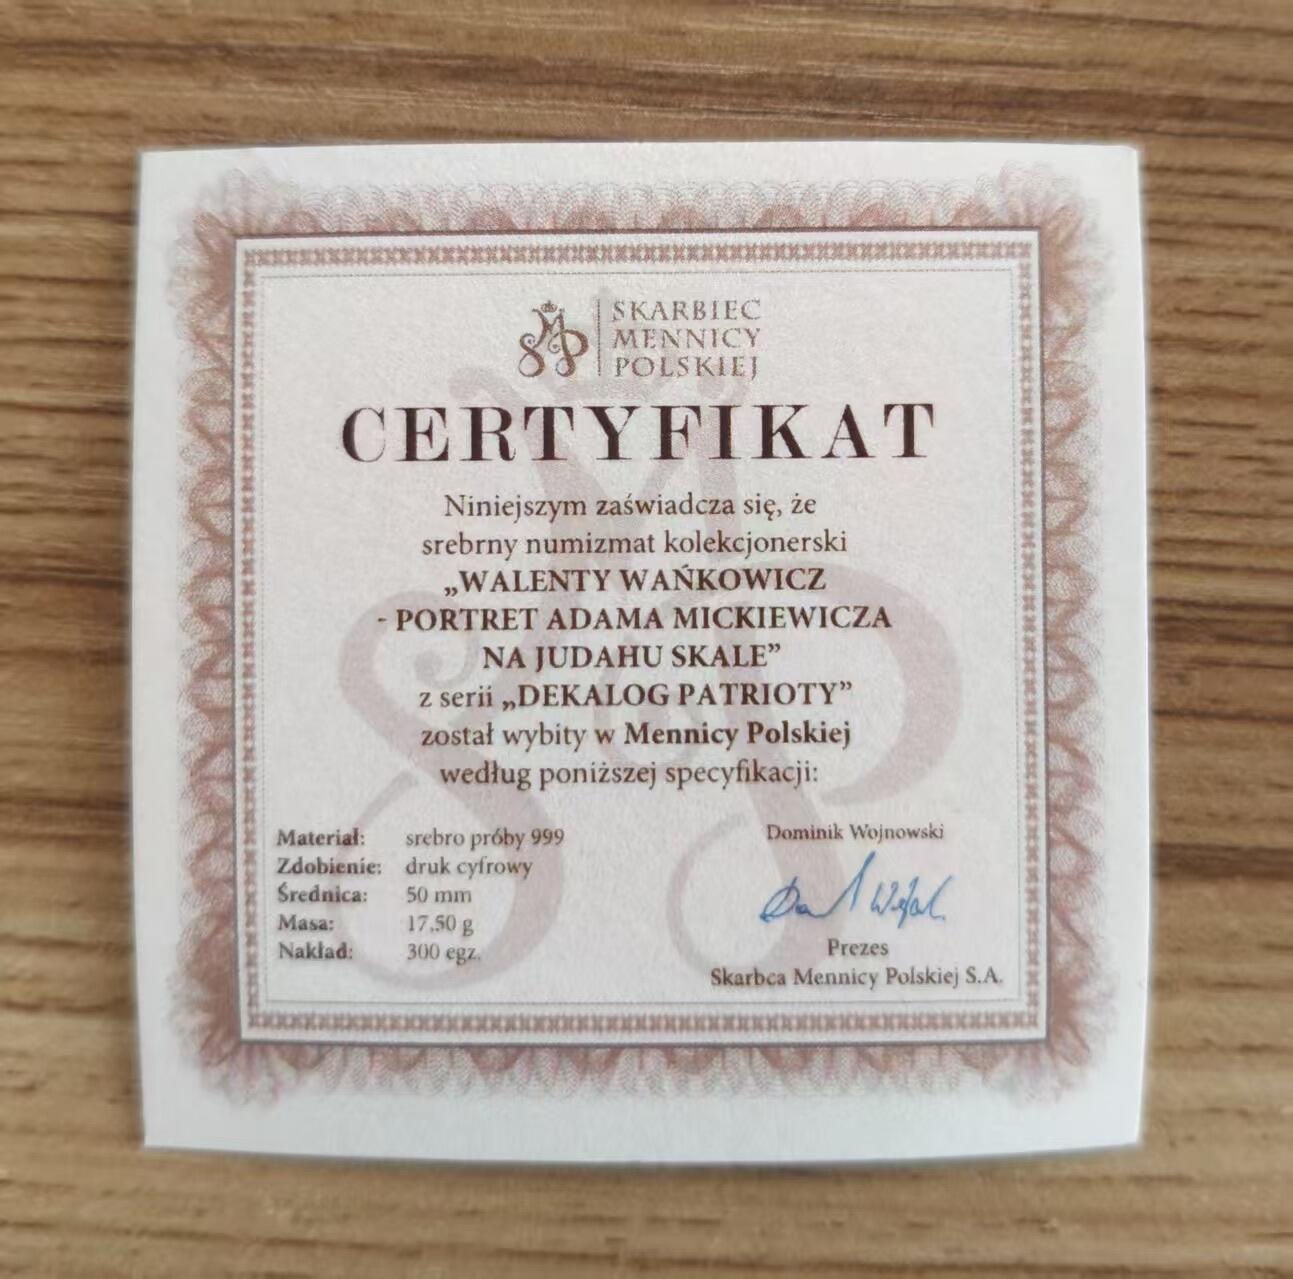 SKARBIEC
MENNICY
POLSKIEJ
CERTYFIKAT
Niniejszym zaświadcza się, że
srebrny numizmat kolekcjonerski
„WALENTY WAŃKOWICZ
- PORTRET ADAMA MICKIEWICZA
NA JUDAHU SKALE”
z serii „DEKALOG PATRIOTY”
został wybity w Mennicy Polskiej
według poniższej specyfikacji:
Materiał: srebro próby 999
Zdobienie: druk cyfrowy
Średnica: 50 mm
Masa: 17,50 g
Nakład: 300 egz.
Dominik Wojnowski
Prezes
Skarbca Mennicy Polskiej S.A.